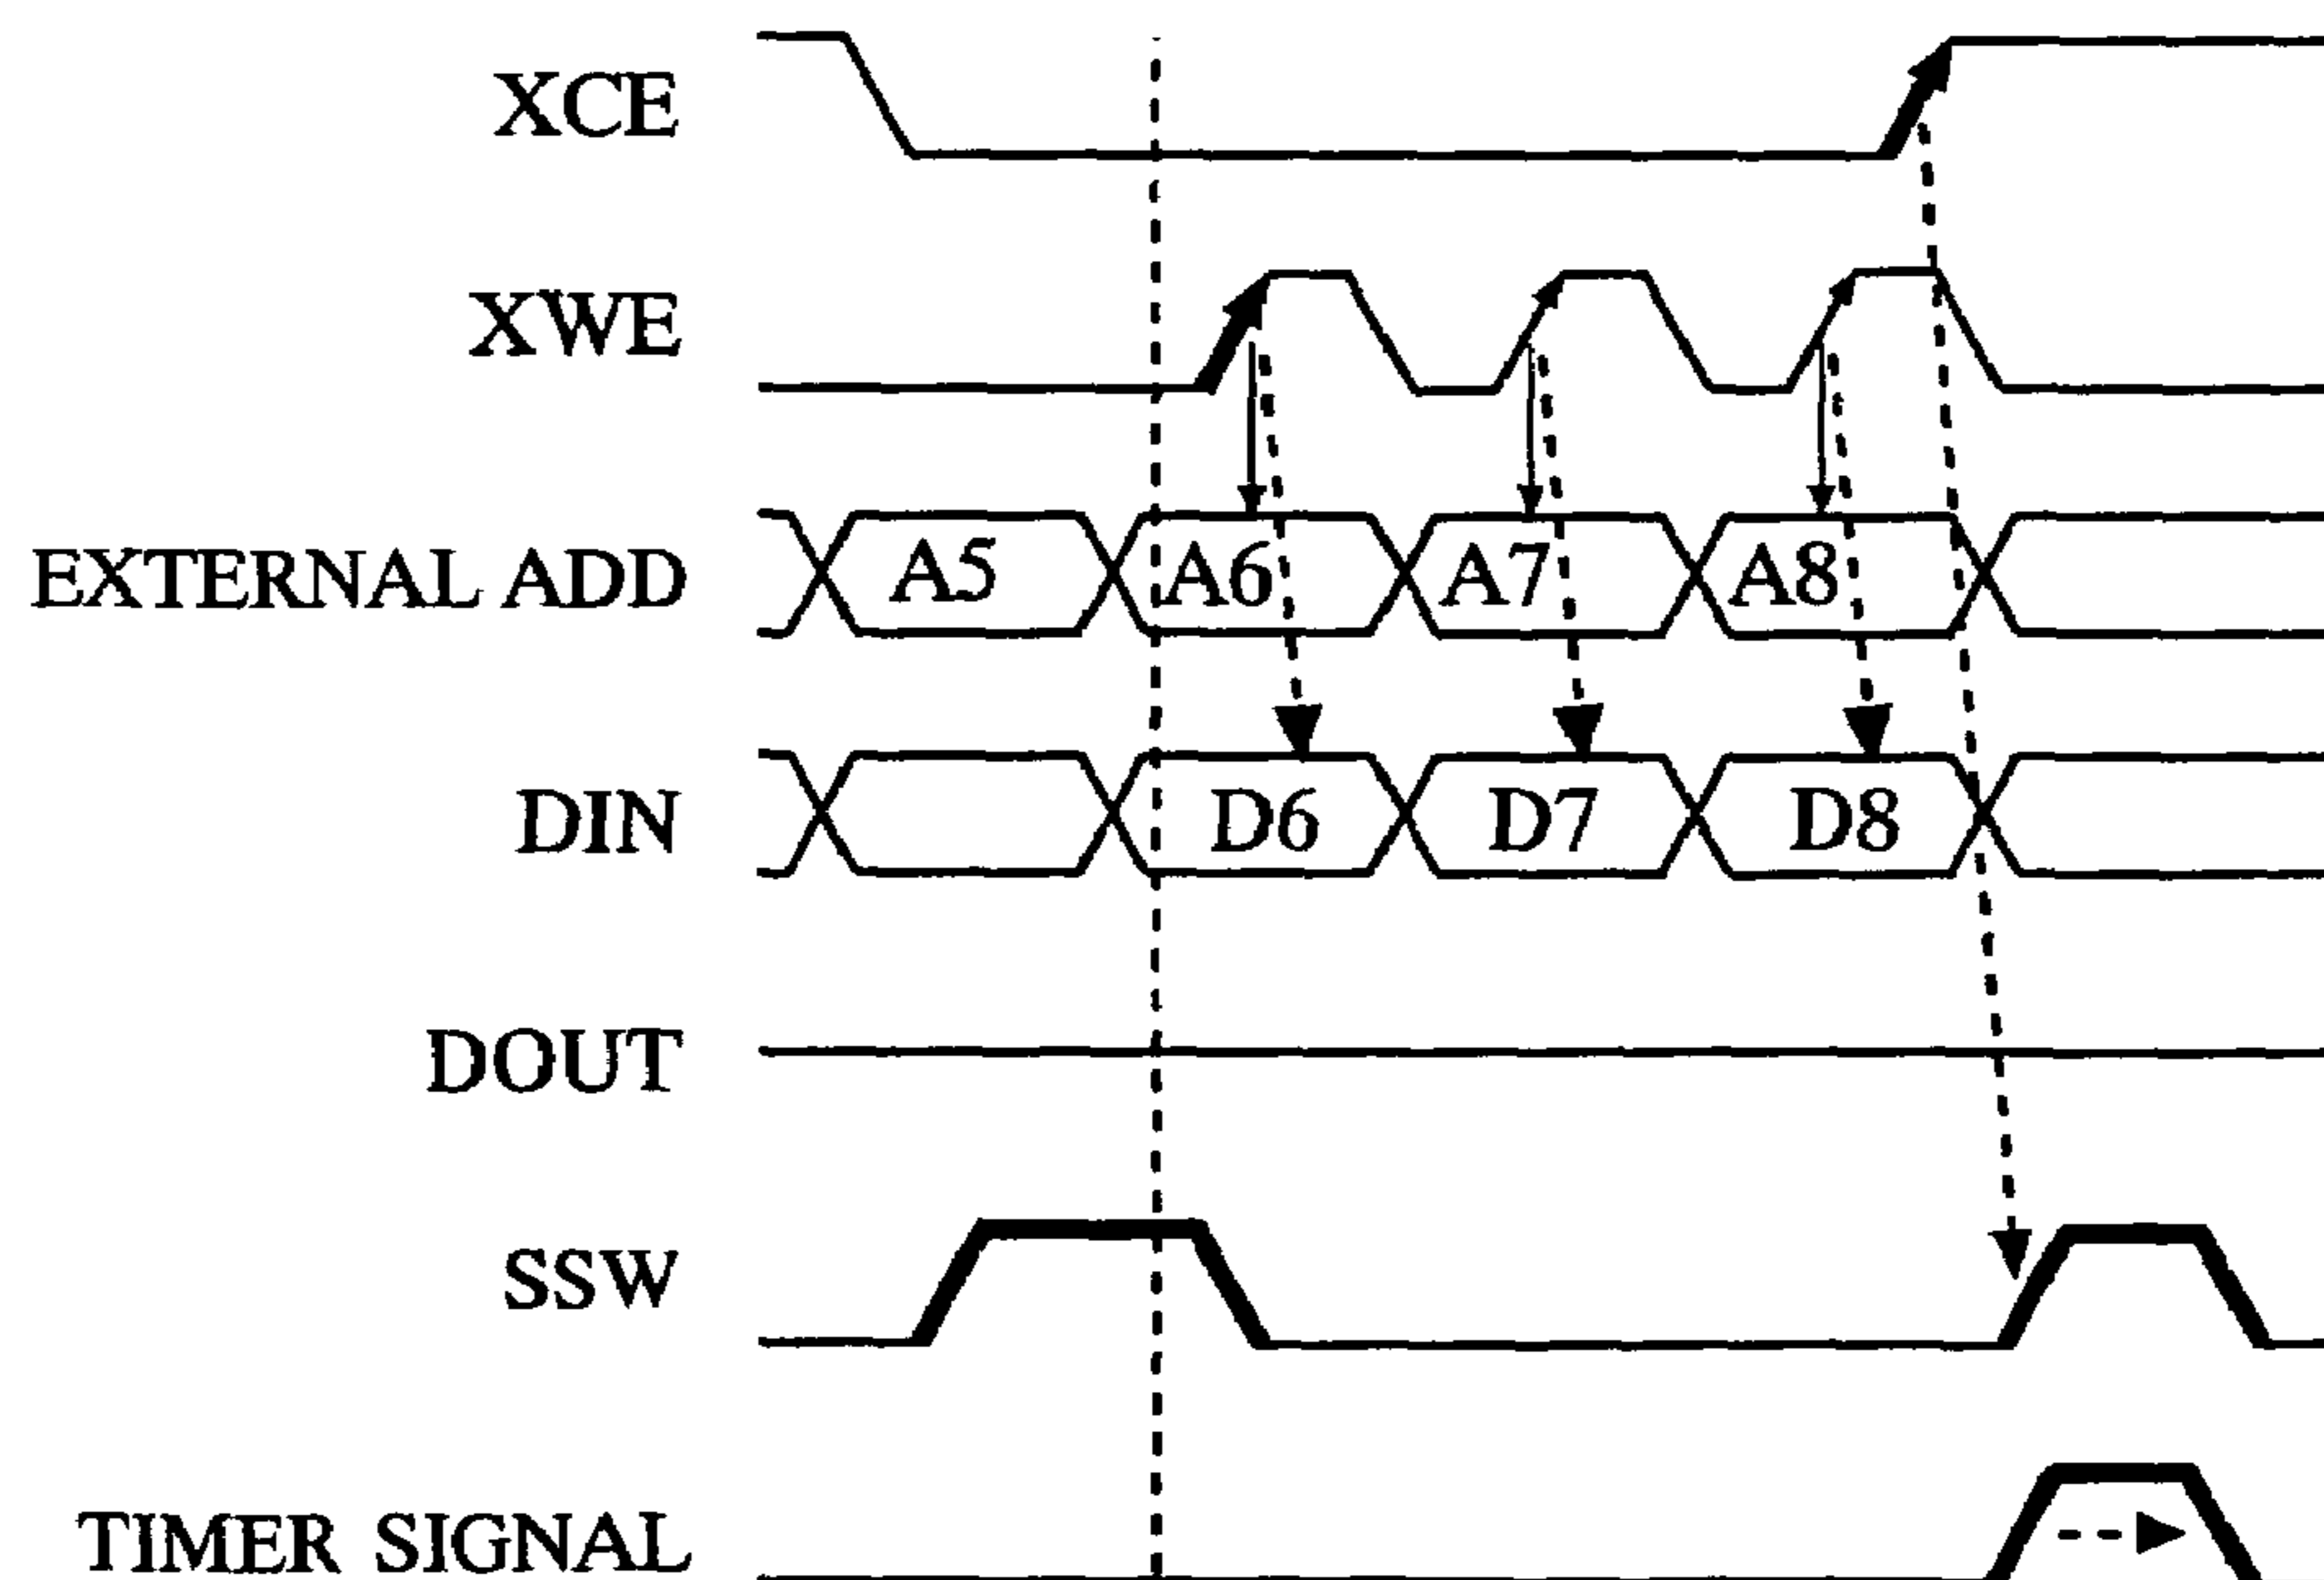 XCE
XWE
EXTERNAL ADD A5 A6 A7 A8
DIN D6 D7 D8
DOUT
SSW
TIMER SIGNAL